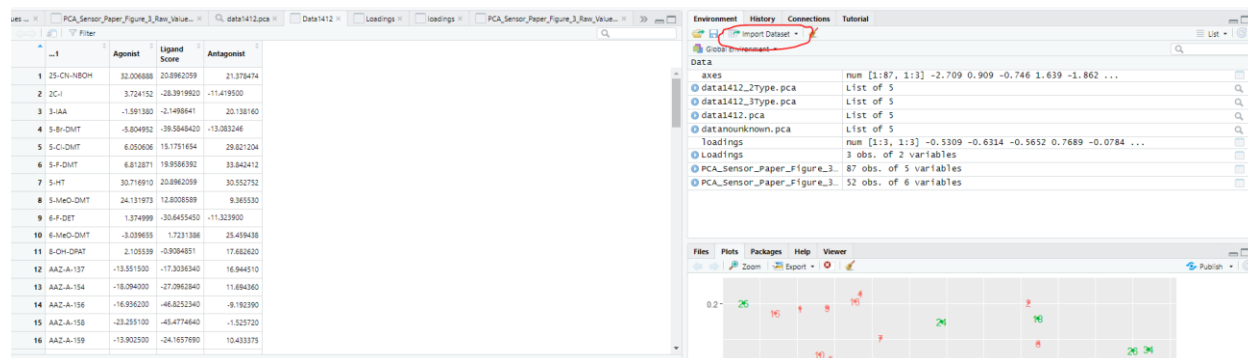 ues ...
PCA_Sensor_Paper_Figure_3_Raw_Value...
data1412.pca
Data1412
Loadings
loadings
PCA_Sensor_Paper_Figure_3_Raw_Value...
Filter
...1 Agonist Ligand Score Antagonist
1 25-CN-NBOH 32.006888 20.8962059 21.378474
2 2C-I 3.724152 -28.3919920 -11.419500
3 3-IAA -1.591380 -2.1498641 20.138160
4 5-Br-DMT -5.804952 -39.5848420 -13.083246
5 5-Cl-DMT 6.050606 15.1751654 29.821204
6 5-F-DMT 6.812871 19.9586392 33.842412
7 5-HT 30.716910 20.8962059 30.552752
8 5-MeO-DMT 24.131973 12.8008589 9.365530
9 6-F-DET 1.374999 -30.6455450 -11.323900
10 6-MeO-DMT -3.039655 1.7231386 25.459438
11 8-OH-DPAT 2.105539 -0.9084851 17.682620
12 AAZ-A-137 -13.551500 -17.3036340 16.944510
13 AAZ-A-154 -18.094000 -27.0962840 11.694360
14 AAZ-A-156 -16.936200 -46.8252340 -9.192390
15 AAZ-A-158 -23.255100 -45.4774640 -1.525720
16 AAZ-A-159 -13.902500 -24.1657690 10.433375
Environment History Connections Tutorial
Import Dataset
List
Global Environment
Data
axes num [1:87, 1:3] -2.709 0.909 -0.746 1.639 -1.862 ...
data1412_2Type.pca List of 5
data1412_3Type.pca List of 5
data1412.pca List of 5
datanounknown.pca List of 5
loadings num [1:3, 1:3] -0.5309 -0.6314 -0.5652 0.7689 -0.0784 ...
Loadings 3 obs. of 2 variables
PCA_Sensor_Paper_Figure_3... 87 obs. of 5 variables
PCA_Sensor_Paper_Figure_3... 52 obs. of 6 variables
Files Plots Packages Help Viewer
Zoom Export Publish
0.2